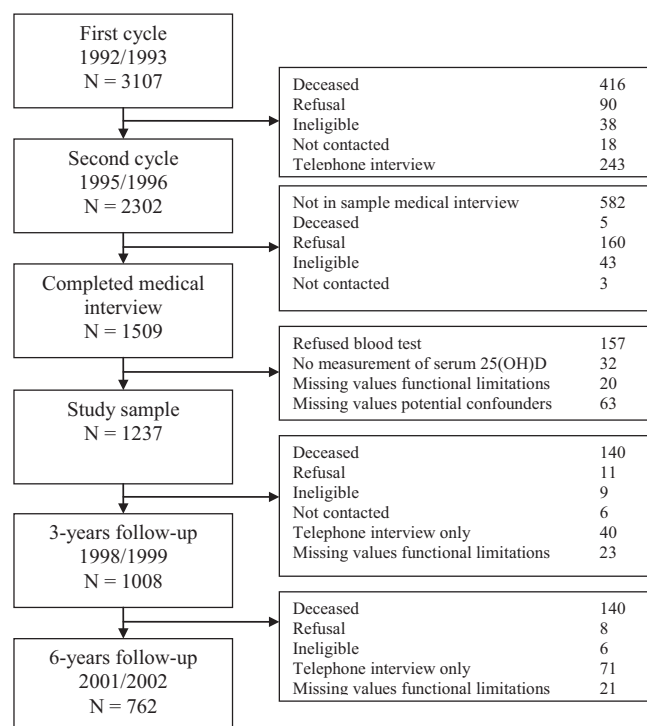 First cycle
1992/1993
N = 3107
Deceased 416
Refusal 90
Ineligible 38
Not contacted 18
Telephone interview 243
Second cycle
1995/1996
N = 2302
Not in sample medical interview 582
Deceased 5
Refusal 160
Ineligible 43
Not contacted 3
Completed medical
interview
N = 1509
Refused blood test 157
No measurement of serum 25(OH)D 32
Missing values functional limitations 20
Missing values potential confounders 63
Study sample
N = 1237
Deceased 140
Refusal 11
Ineligible 9
Not contacted 6
Telephone interview only 40
Missing values functional limitations 23
3-years follow-up
1998/1999
N = 1008
Deceased 140
Refusal 8
Ineligible 6
Telephone interview only 71
Missing values functional limitations 21
6-years follow-up
2001/2002
N = 762